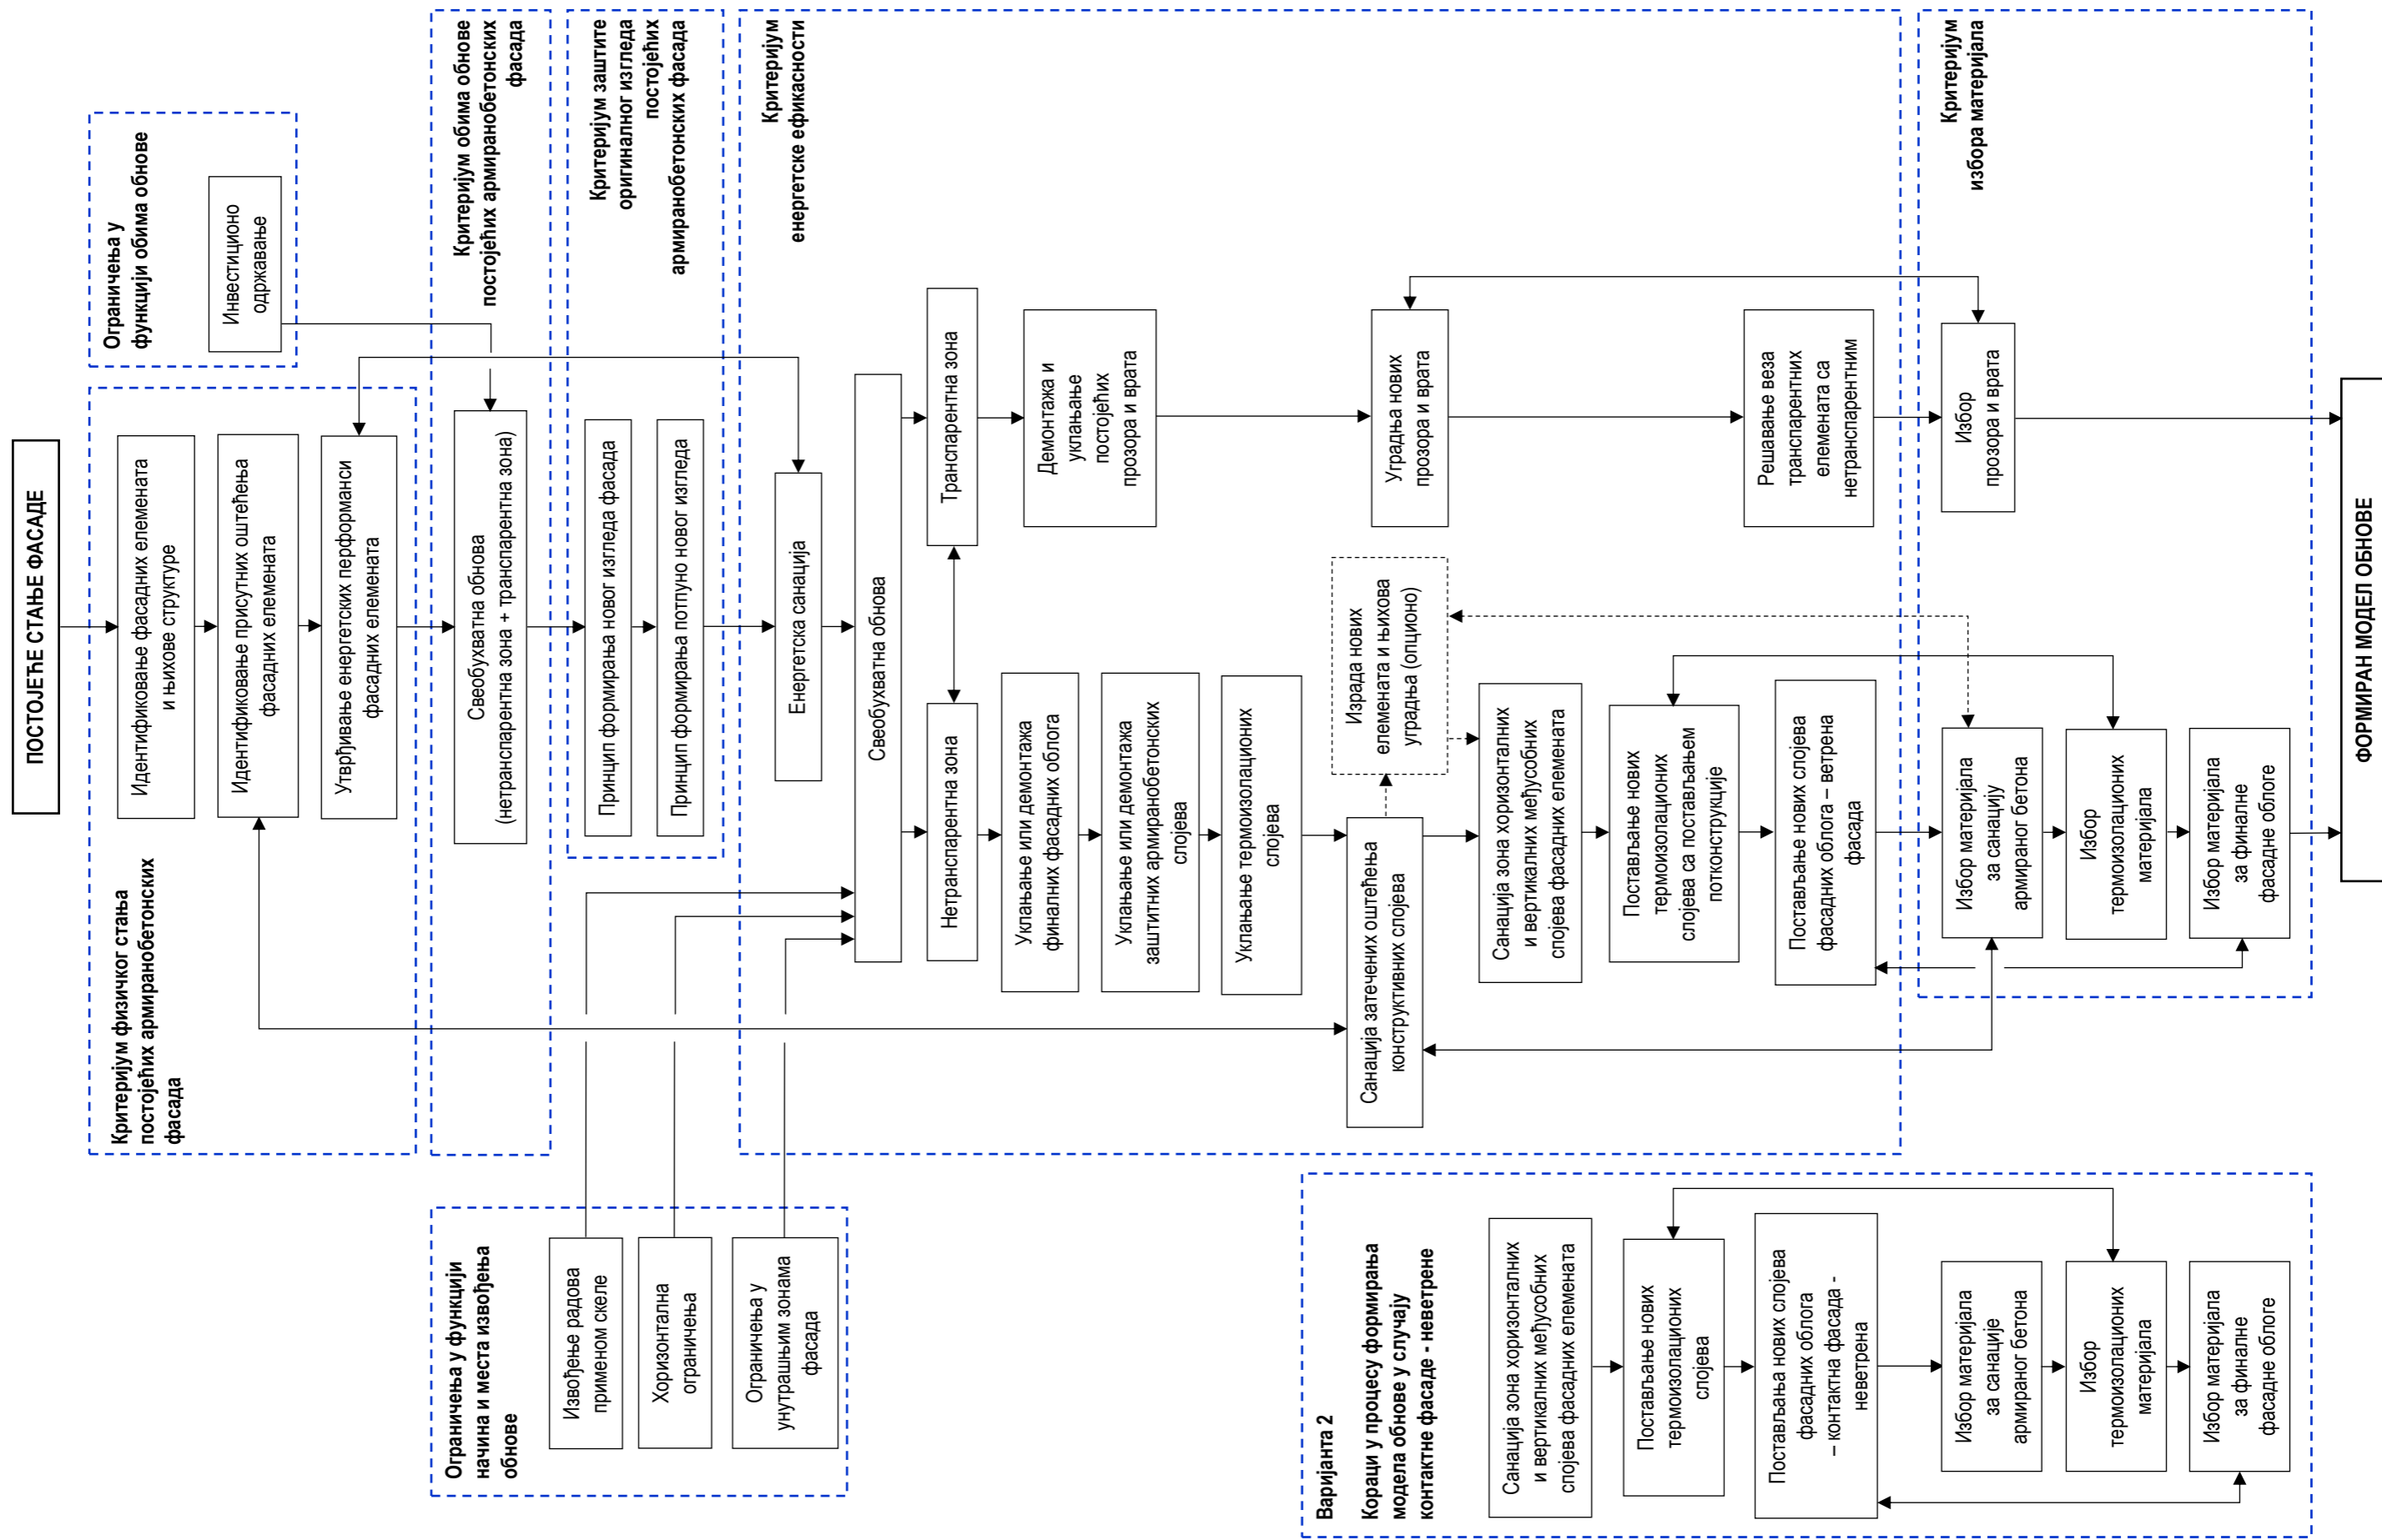 ПОСТОЈЕЋЕ СТАЊЕ ФАСАДЕ
Критеријум физичког стања
постојећих армиранобетонских
фасада
Идентификовање фасадних елемената
и њихове структуре
Идентификовање присутних оштећења
фасадних елемената
Утврђивање енергетских перформанси
фасадних елемената
Ограничења у
функцији обима обнове
Инвестиционо
одржавање
Критеријум обима обнове
постојећих армиранобетонских
фасада
Свеобухватна обнова
(нетранспарентна зона + транспарентна зона)
Критеријум заштите
оригиналног изгледа
постојећих
армиранобетонских фасада
Принцип формирања новог изгледа фасада
Принцип формирања потпуно новог изгледа
Ограничења у функцији
начина и места извођења
обнове
Извођење радова
применом скеле
Хоризонтална
ограничења
Ограничења у
унутрашњим зонама
фасада
Критеријум
енергетске ефикасности
Енергетска санација
Свеобухватна обнова
Нетранспарентна зона
Транспарентна зона
Уклањање или демонтажа
финалних фасадних облога
Демонтажа и
уклањање
постојећих
прозора и врата
Уклањање или демонтажа
заштитних армиранобетонских
слојева
Уклањање термоизолационих
слојева
Санација затечених оштећења
конструктивних слојева
Израда нових
елемената и њихова
уградња (опционо)
Уградња нових
прозора и врата
Санација зона хоризонталних
и вертикалних међусобних
спојева фасадних елемената
Постављање нових
термоизолационих
слојева са постављањем
потконструкције
Постављање нових слојева
фасадних облога – ветрена
фасада
Решавање веза
транспарентних
елемената са
нетранспарентним
Критеријум
избора материјала
Избор материјала
за санацију
армираног бетона
Избор
прозора и врата
Избор
термоизолационих
материјала
Избор материјала
за финалне
фасадне облоге
ФОРМИРАН МОДЕЛ ОБНОВЕ
Варијанта 2
Кораци у процесу формирања
модела обнове у случају
контактне фасаде - неветрене
Санација зона хоризонталних
и вертикалних међусобних
спојева фасадних елемената
Постављање нових
термоизолационих
слојева
Постављања нових слојева
фасадних облога
– контактна фасада -
неветрена
Избор материјала
за санације
армираног бетона
Избор
термоизолационих
материјала
Избор материјала
за финалне
фасадне облоге